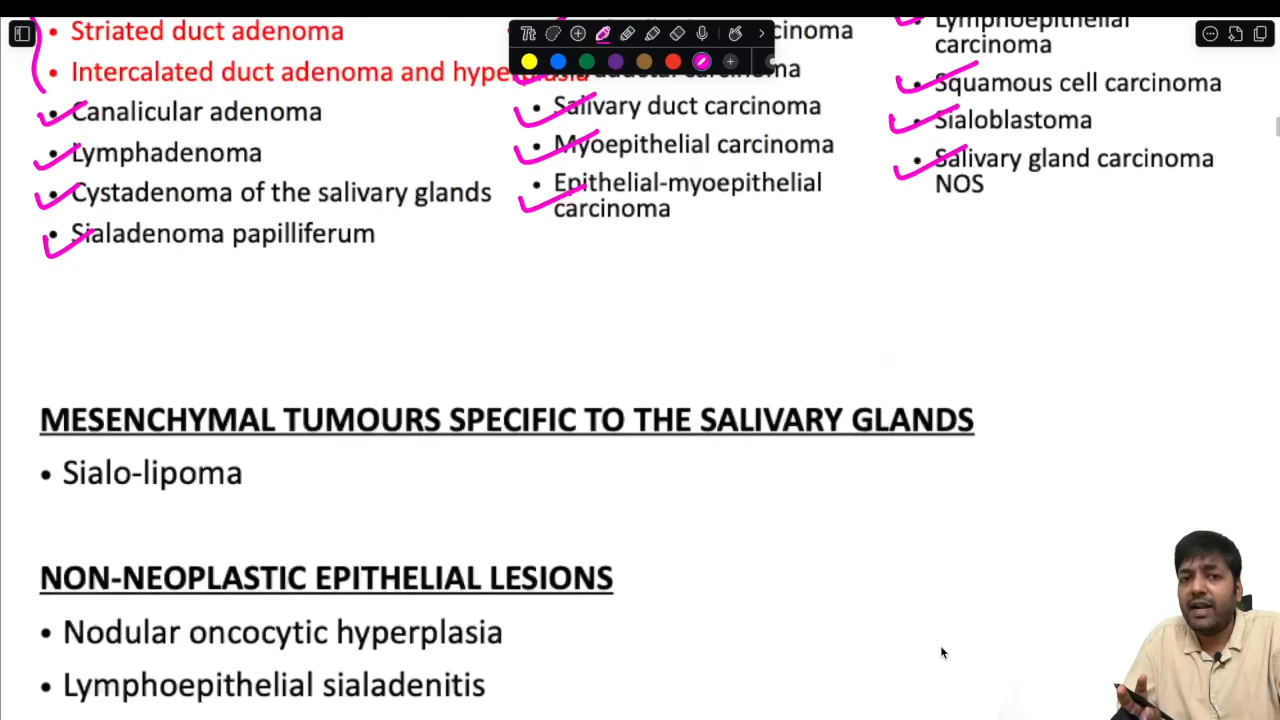 • Striated duct adenoma
• Intercalated duct adenoma and hyperplasia
• Canalicular adenoma
• Lymphadenoma
• Cystadenoma of the salivary glands
• Sialadenoma papilliferum
• Salivary duct carcinoma
• Myoepithelial carcinoma
• Epithelial-myoepithelial
carcinoma
Lymphoepithelial
carcinoma
• Squamous cell carcinoma
• Sialoblastoma
• Salivary gland carcinoma
NOS
MESENCHYMAL TUMOURS SPECIFIC TO THE SALIVARY GLANDS
• Sialo-lipoma
NON-NEOPLASTIC EPITHELIAL LESIONS
• Nodular oncocytic hyperplasia
• Lymphoepithelial sialadenitis